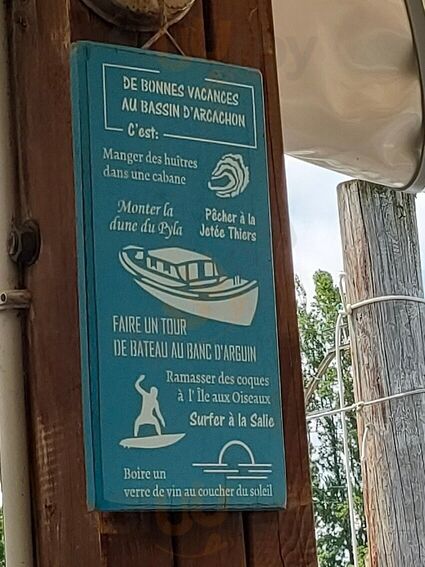 DE BONNES VACANCES
AU BASSIN D'ARCACHON
C'est:
Manger des huîtres
dans une cabane
Monter la
dune du Pyla
Pêcher à la
Jetée Thiers
FAIRE UN TOUR
DE BATEAU AU BANC D'ARGUIN
Ramasser des coques
à l'Île aux Oiseaux
Surfer à la Salie
Boire un
verre de vin au coucher du soleil